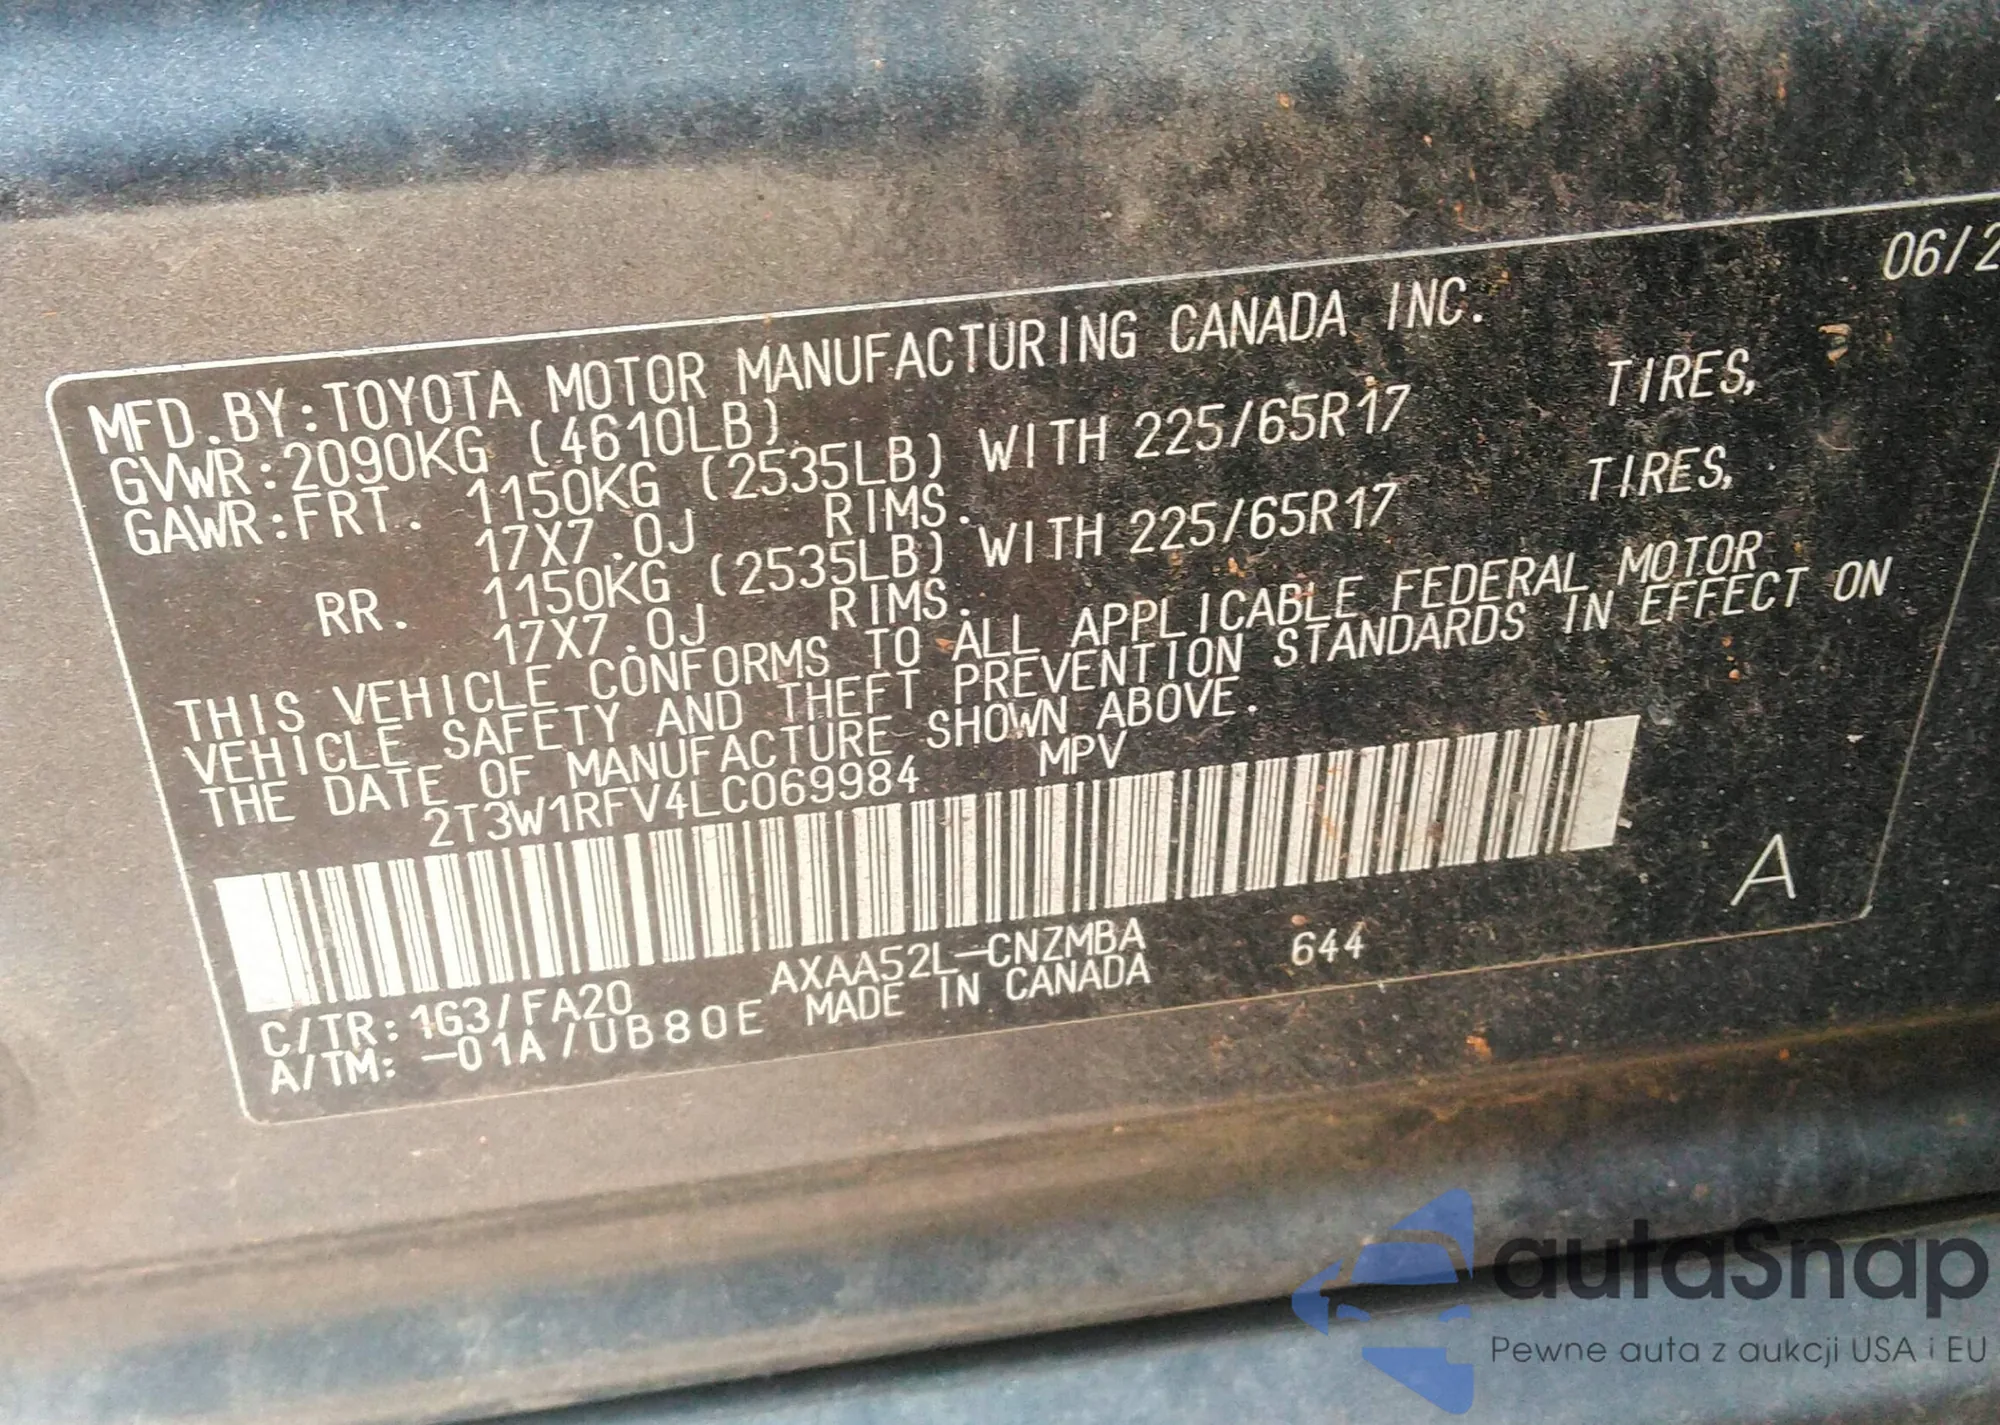 06/2
MFD.BY:TOYOTA MOTOR MANUFACTURING CANADA INC.
GVWR:2090KG (4610LB)
GAWR:FRT. 1150KG (2535LB) WITH 225/65R17 TIRES,
17X7.0J RIMS.
RR. 1150KG (2535LB) WITH 225/65R17 TIRES,
17X7.0J RIMS.
THIS VEHICLE CONFORMS TO ALL APPLICABLE FEDERAL MOTOR
VEHICLE SAFETY AND THEFT PREVENTION STANDARDS IN EFFECT ON
THE DATE OF MANUFACTURE SHOWN ABOVE.
2T3W1RFV4LC069984 MPV
A
C/TR:1G3/FA20 AXAA52L-CNZMBA 644
A/TM:-01A/UB80E MADE IN CANADA
autaSnap
Pewne auta z aukcji USA i EU